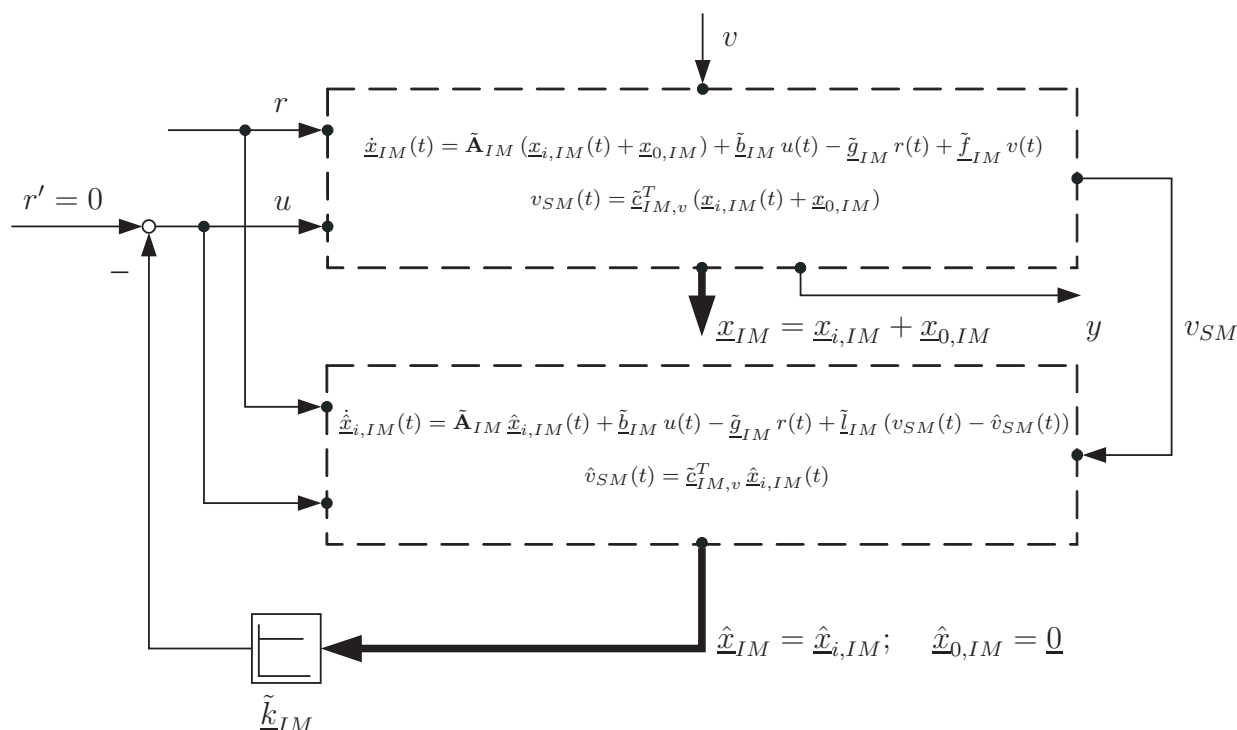 v
r
ẋ_IM(t) = Ã_IM (x_i,IM(t) + x_0,IM) + b̃_IM u(t) − g̃_IM r(t) + f̃_IM v(t)
r′ = 0
u
v_SM(t) = c̃^T_IM,v (x_i,IM(t) + x_0,IM)
−
x_IM = x_i,IM + x_0,IM
y
v_SM
x̂̇_i,IM(t) = Ã_IM x̂_i,IM(t) + b̃_IM u(t) − g̃_IM r(t) + l̃_IM (v_SM(t) − v̂_SM(t))
v̂_SM(t) = c̃^T_IM,v x̂_i,IM(t)
x̂_IM = x̂_i,IM; x̂_0,IM = 0
k̃_IM